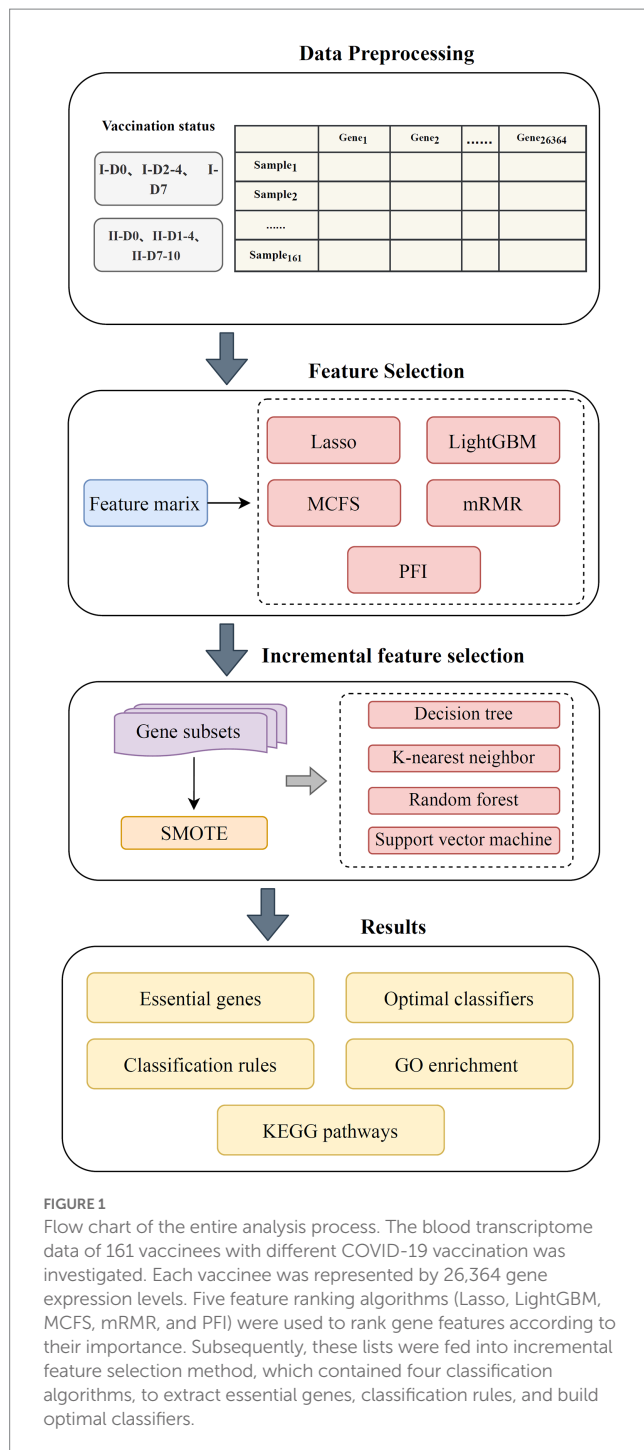 Data Preprocessing
Vaccination status
I-D0、I-D2-4、 I-
D7
II-D0、II-D1-4、
II-D7-10
Gene1 Gene2 ...... Gene26364
Sample1
Sample2
......
Sample161
Feature Selection
Feature marix
Lasso LightGBM
MCFS mRMR
PFI
Incremental feature selection
Gene subsets
SMOTE
Decision tree
K-nearest neighbor
Random forest
Support vector machine
Results
Essential genes Optimal classifiers
Classification rules GO enrichment
KEGG pathways
FIGURE 1
Flow chart of the entire analysis process. The blood transcriptome
data of 161 vaccinees with different COVID-19 vaccination was
investigated. Each vaccinee was represented by 26,364 gene
expression levels. Five feature ranking algorithms (Lasso, LightGBM,
MCFS, mRMR, and PFI) were used to rank gene features according to
their importance. Subsequently, these lists were fed into incremental
feature selection method, which contained four classification
algorithms, to extract essential genes, classification rules, and build
optimal classifiers.